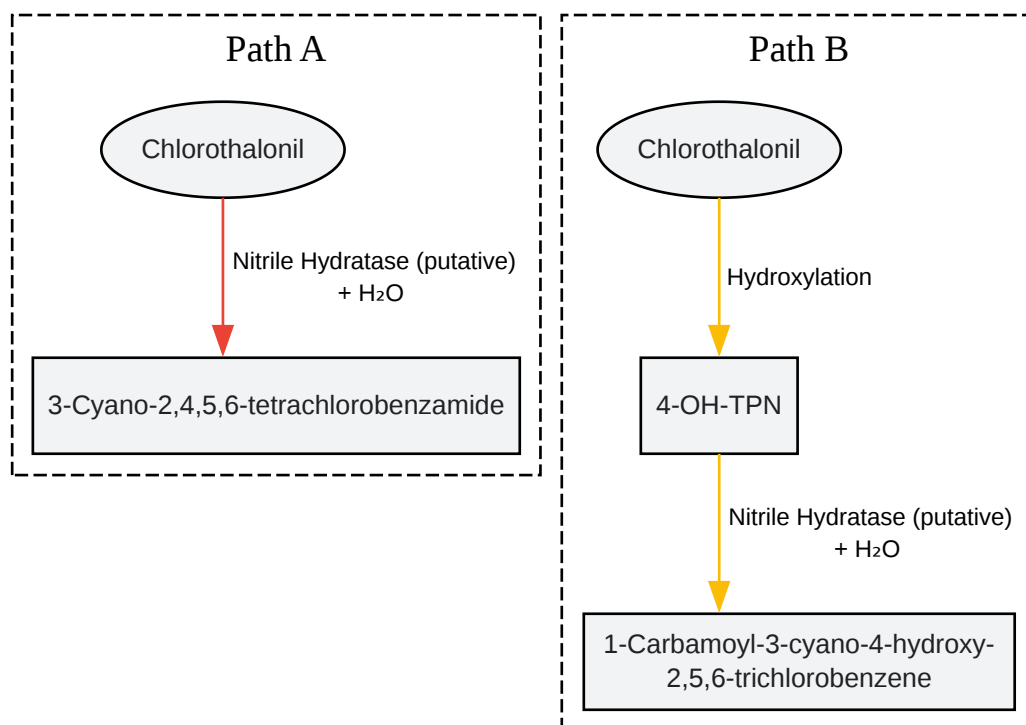 Path A
Chlorothalonil
Nitrile Hydratase (putative)
+ H₂O
3-Cyano-2,4,5,6-tetrachlorobenzamide
Path B
Chlorothalonil
Hydroxylation
4-OH-TPN
Nitrile Hydratase (putative)
+ H₂O
1-Carbamoyl-3-cyano-4-hydroxy-
2,5,6-trichlorobenzene